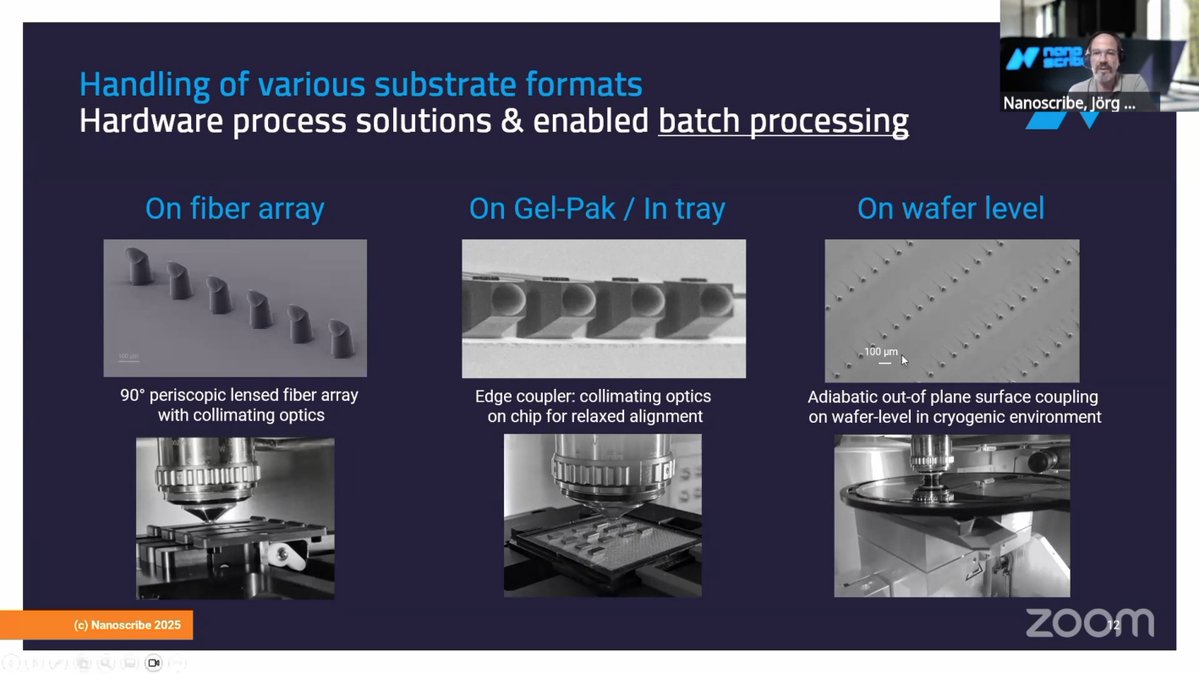 Handling of various substrate formats
Hardware process solutions & enabled batch processing
nano
scribe
Nanoscribe, Jörg ...
On fiber array
On Gel-Pak / In tray
On wafer level
100 µm
100 µm
90° periscopic lensed fiber array
with collimating optics
Edge coupler: collimating optics
on chip for relaxed alignment
Adiabatic out-of plane surface coupling
on wafer-level in cryogenic environment
(c) Nanoscribe 2025
zoom
12